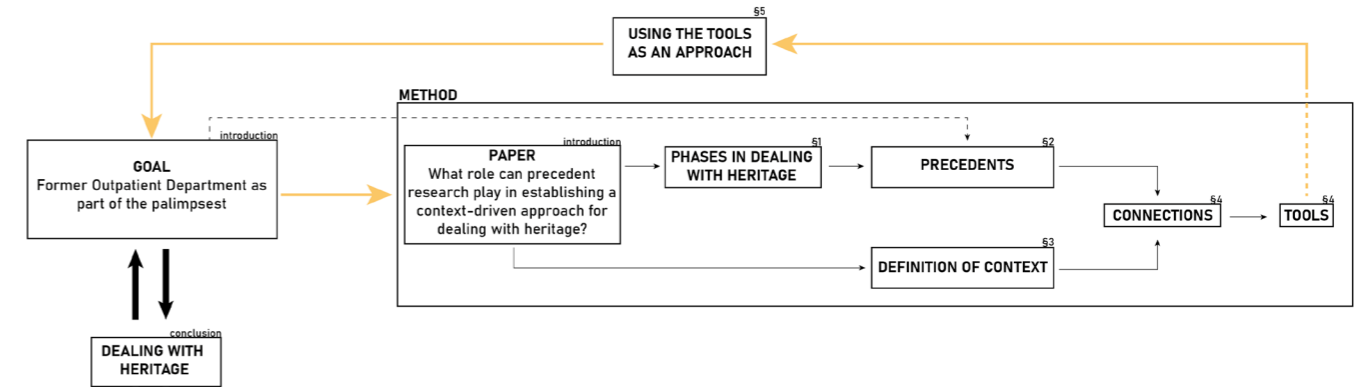 §5
USING THE TOOLS
AS AN APPROACH
METHOD
introduction
GOAL
Former Outpatient Department as
part of the palimpsest
introduction
PAPER
What role can precedent
research play in establishing a
context-driven approach for
dealing with heritage?
§1
PHASES IN DEALING
WITH HERITAGE
§2
PRECEDENTS
§3
DEFINITION OF CONTEXT
§4
CONNECTIONS
§4
TOOLS
conclusion
DEALING WITH
HERITAGE